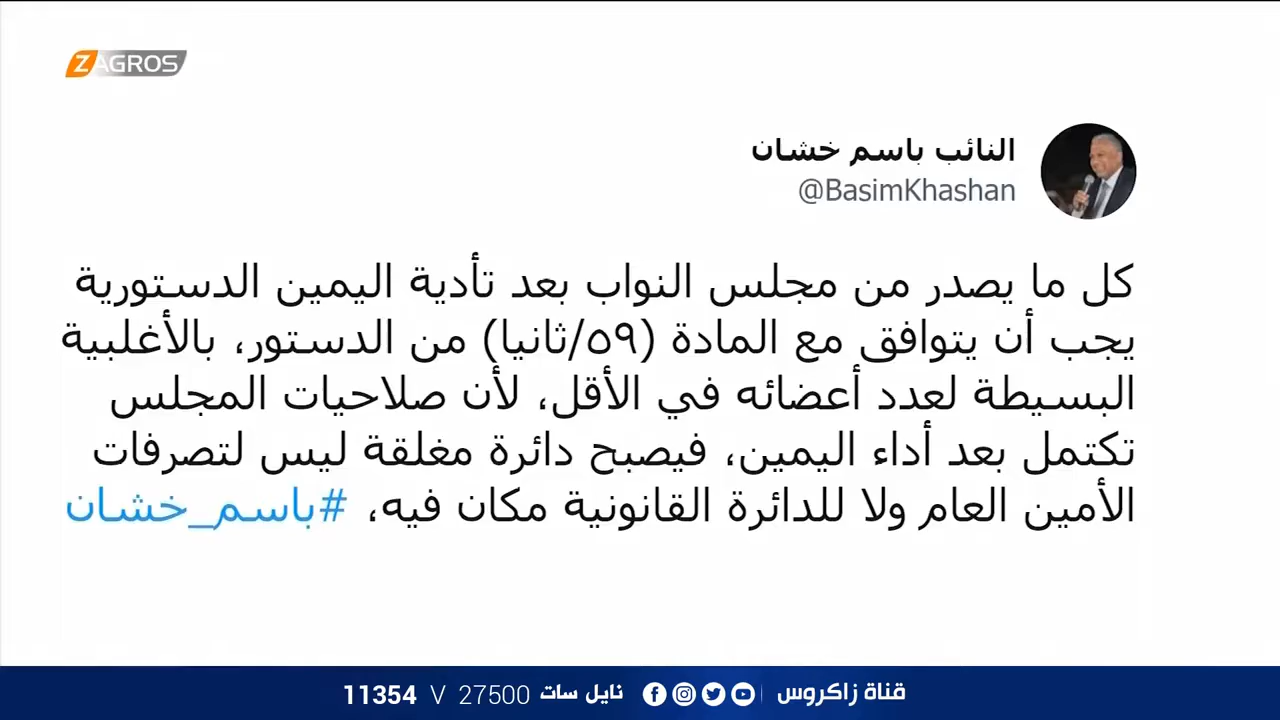 ZAGROS
النائب باسم خشان
@BasimKhashan
كل ما يصدر من مجلس النواب بعد تأدية اليمين الدستورية
يجب أن يتوافق مع المادة (٥٩/ثانيا) من الدستور، بالأغلبية
البسيطة لعدد أعضائه في الأقل، لأن صلاحيات المجلس
تكتمل بعد أداء اليمين، فيصبح دائرة مغلقة ليس لتصرفات
الأمين العام ولا للدائرة القانونية مكان فيه، #باسم_خشان
قناة زاكروس نايل سات 27500 V 11354